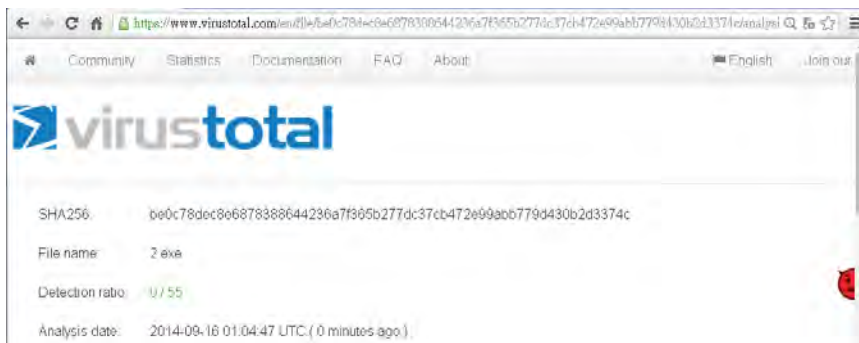 https://www.virustotal.com/en/file/be0c78dec8e6878388644236a7f365b277dc37cb472e99abb779d430b2d3374c/analysi
Community Statistics Documentation FAQ About English Join our
virustotal
SHA256: be0c78dec8e6878388644236a7f365b277dc37cb472e99abb779d430b2d3374c
File name: 2.exe
Detection ratio: 0 / 55
Analysis date: 2014-09-16 01:04:47 UTC ( 0 minutes ago )